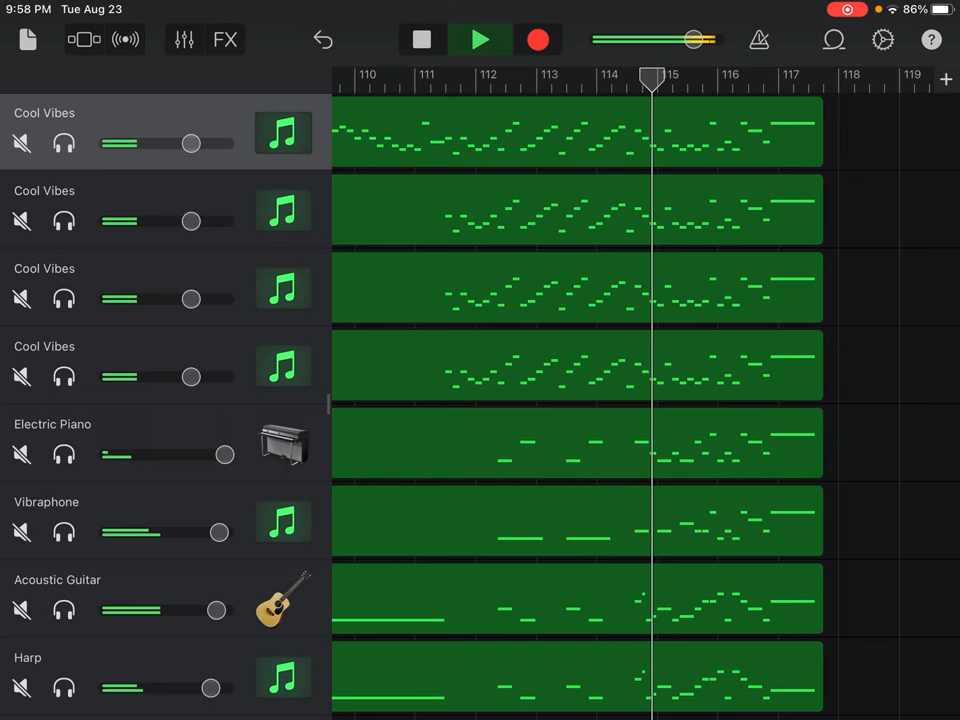 9:58 PM Tue Aug 23
86%
FX
?
110 111 112 113 114 115 116 117 118 119 +
Cool Vibes
Cool Vibes
Cool Vibes
Cool Vibes
Electric Piano
Vibraphone
Acoustic Guitar
Harp